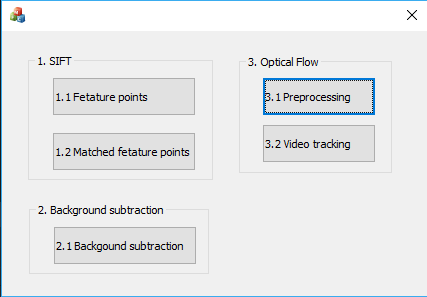 1. SIFT
1.1 Fetature points
1.2 Matched fetature points
2. Background subtraction
2.1 Backgound subtraction
3. Optical Flow
3.1 Preprocessing
3.2 Video tracking